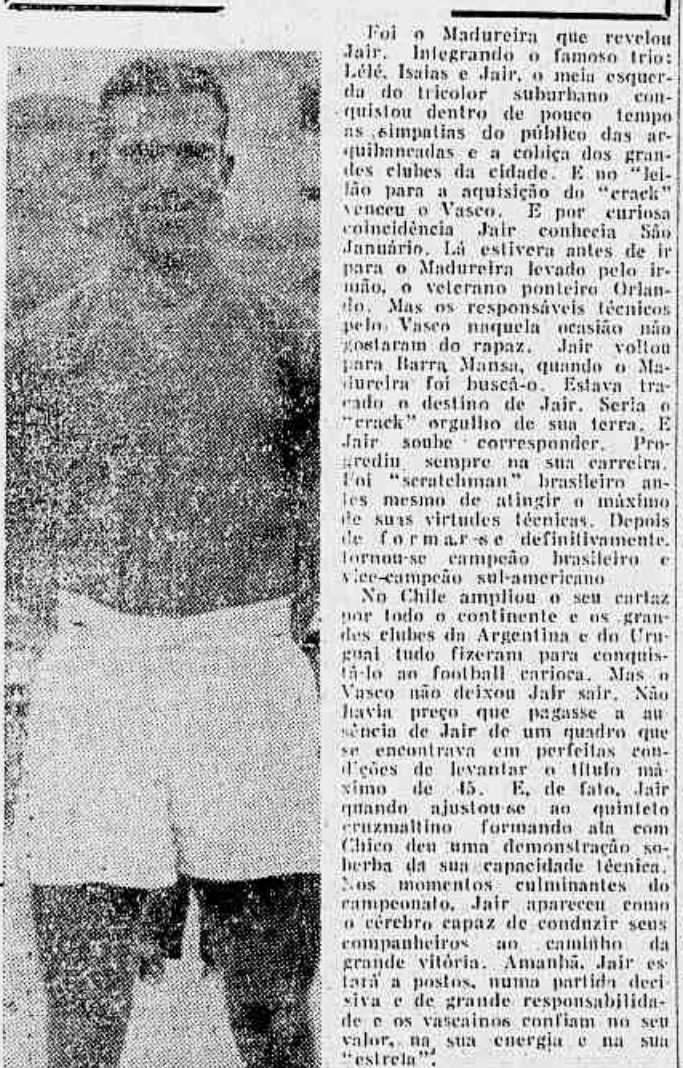 Foi o Madureira que revelou
Jair. Integrando o famoso trio:
Lélé, Isaias e Jair, o meia esquer-
da do tricolor suburbano con-
quistou dentro de pouco tempo
as simpatias do público das ar-
quibancadas e a cobiça dos gran-
des clubes da cidade. E no "lei-
lão para a aquisição do "crack"
venceu o Vasco. E por curiosa
coincidência Jair conhecia São
Januário. Lá estivera antes de ir
para o Madureira levado pelo ir-
mão, o veterano ponteiro Orlan-
do. Mas os responsáveis técnicos
pelo Vasco naquela ocasião não
gostaram do rapaz. Jair voltou
para Barra Mansa, quando o Ma-
dureira foi buscá-o. Estava tra-
çado o destino de Jair. Seria o
"crack" orgulho de sua terra. E
Jair soube corresponder. Pro-
grediu sempre na sua carreira.
Foi "scratchman" brasileiro an-
tes mesmo de atingir o máximo
de suas virtudes técnicas. Depois
de formar-se definitivamente.
tornou-se campeão brasileiro e
vice-campeão sul-americano
No Chile ampliou o seu cartaz
por todo o continente e os gran-
des clubes da Argentina e do Uru-
guai tudo fizeram para conquis-
tá-lo ao football carioca. Mas o
Vasco não deixou Jair sair. Não
havia preço que pagasse a au
sência de Jair de um quadro que
se encontrava em perfeitas con-
dições de levantar o título má-
ximo de 45. E, de fato, Jair
quando ajustou-se ao quinteto
cruzmaltino formando ala com
Chico deu uma demonstração so-
berba da sua capacidade técnica.
Nos momentos culminantes do
campeonato, Jair apareceu como
o cérebro capaz de conduzir seus
companheiros ao caminho da
grande vitória. Amanhã, Jair es-
tará a postos, numa partida deci-
siva e de grande responsabilida-
de e os vascainos confiam no seu
valor, na sua energia e na sua
"estrela".